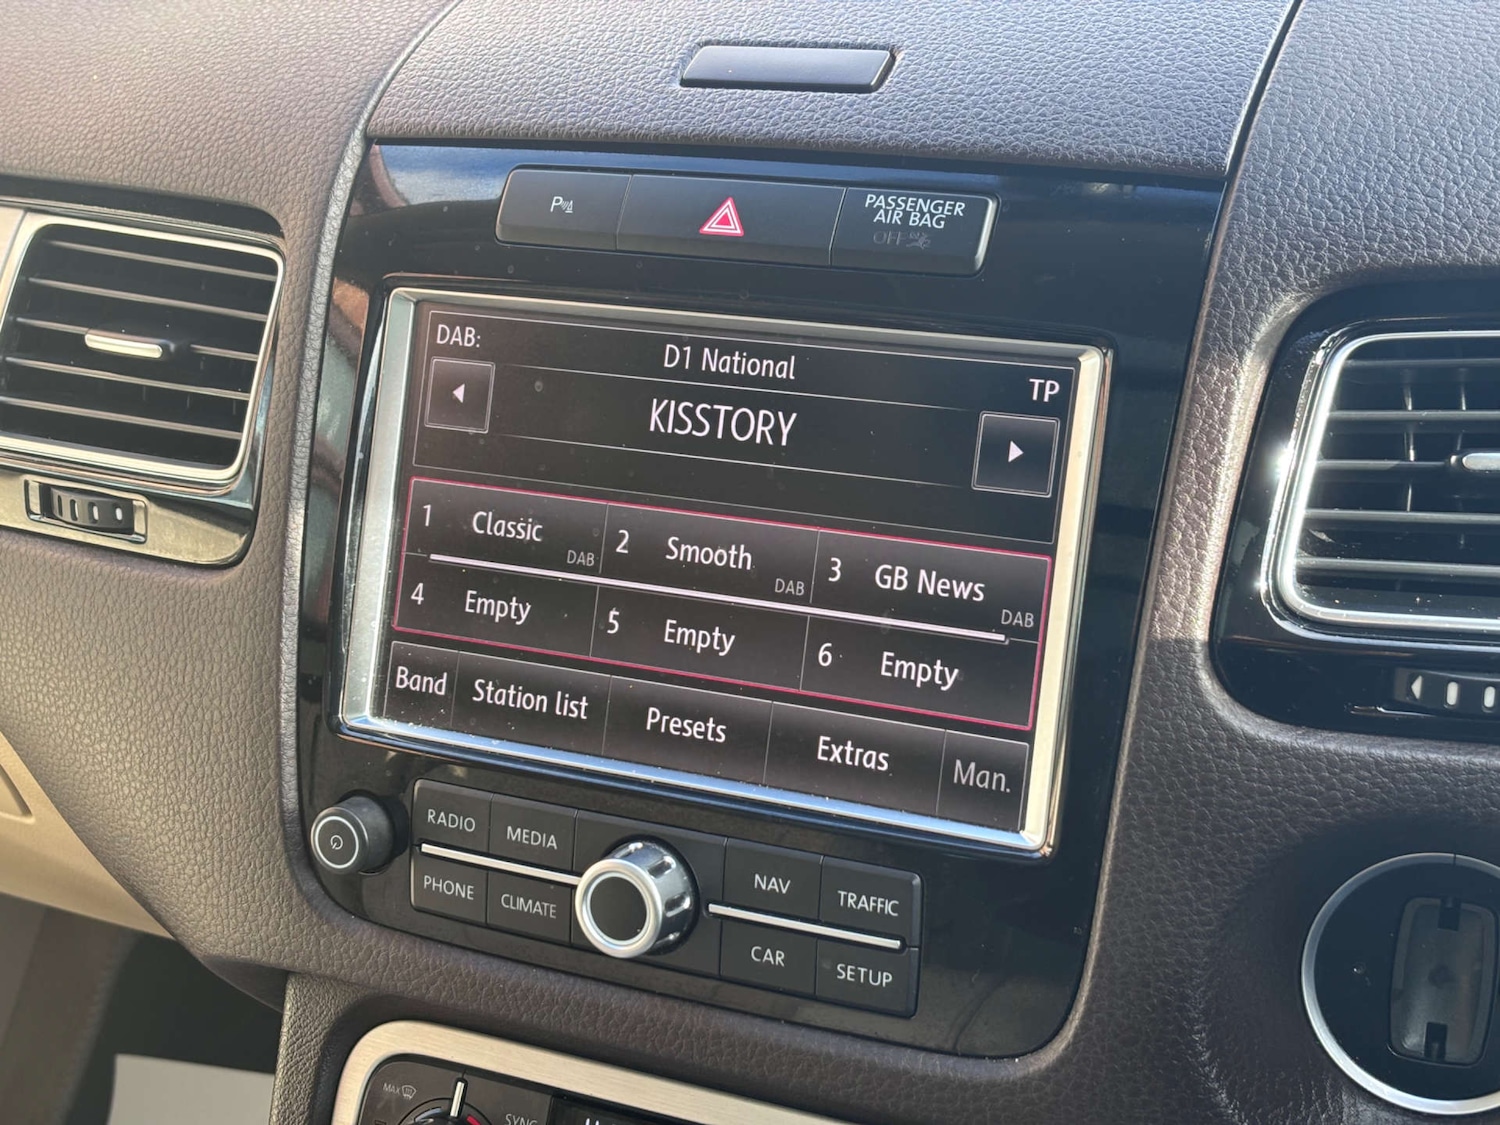 P
PASSENGER
AIR BAG
OFF
DAB:
D1 National
TP
KISSTORY
1 Classic DAB
2 Smooth DAB
3 GB News DAB
4 Empty
5 Empty
6 Empty
Band
Station list
Presets
Extras
Man.
RADIO
MEDIA
PHONE
CLIMATE
NAV
TRAFFIC
CAR
SETUP
MAX
SYNC